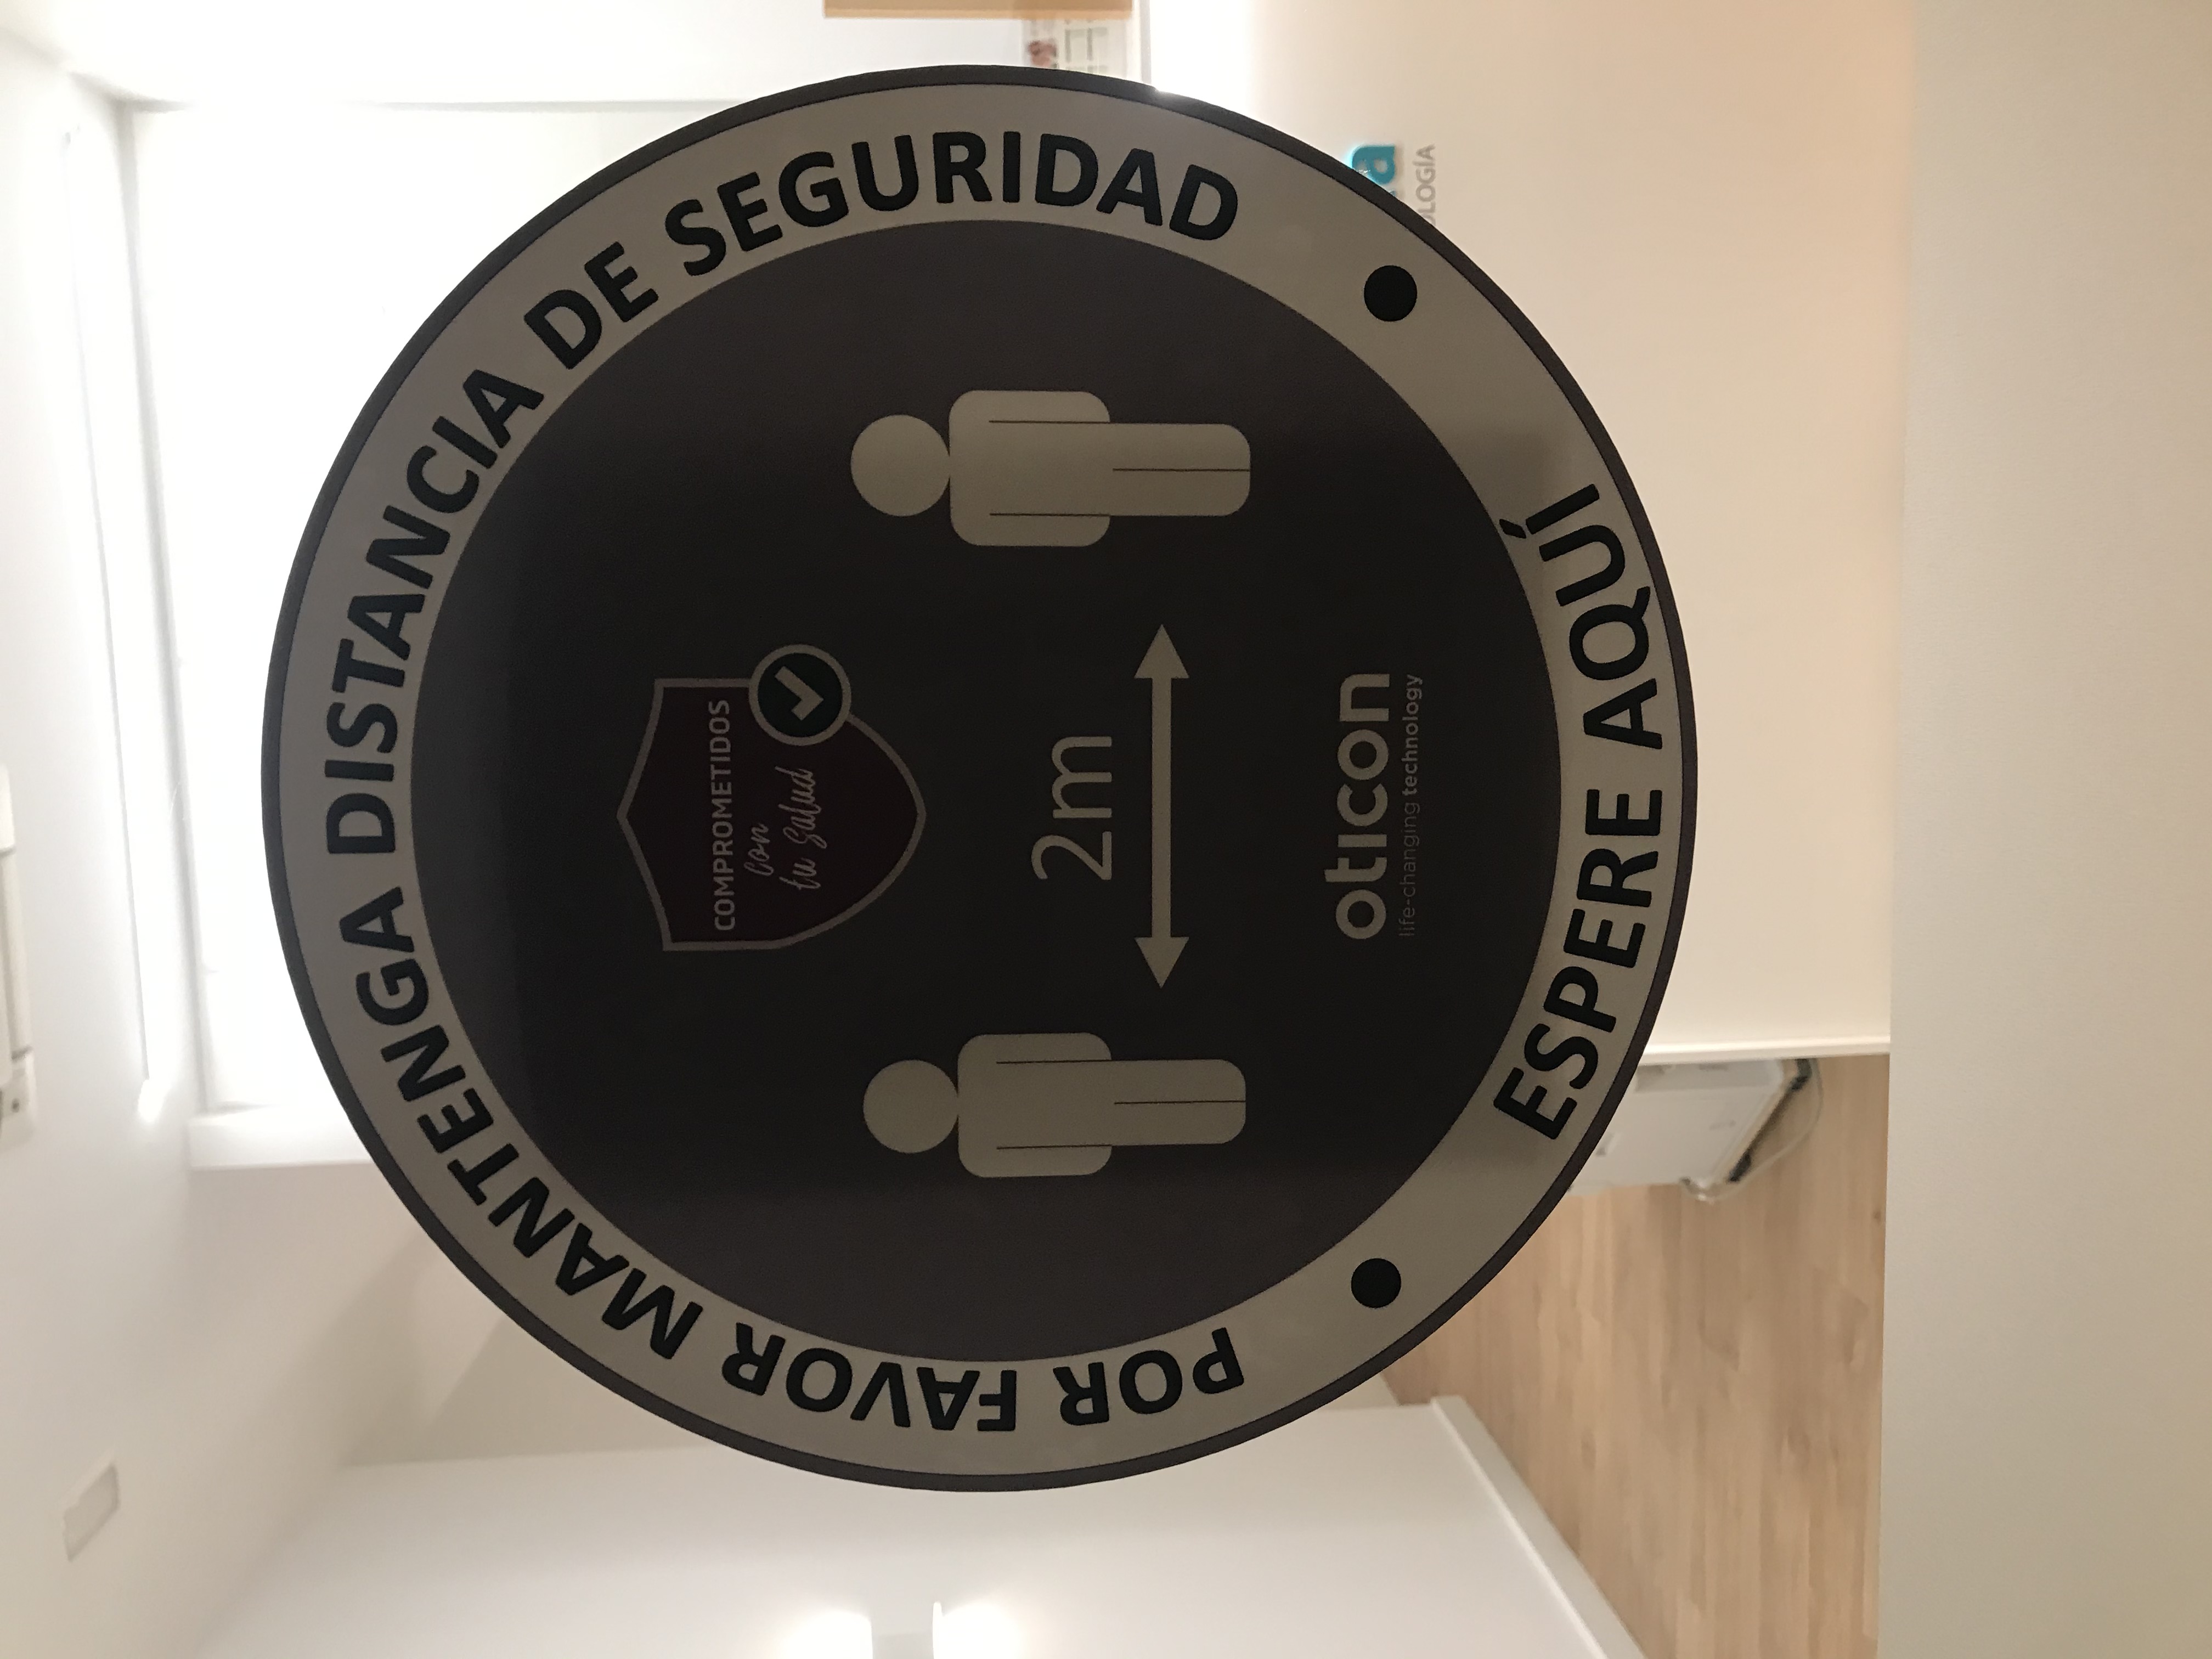 POR FAVOR MANTENGA DISTANCIA DE SEGURIDAD
COMPROMETIDOS
con
tu salud
2m
oticon
life-changing technology
ESPERE AQUÍ